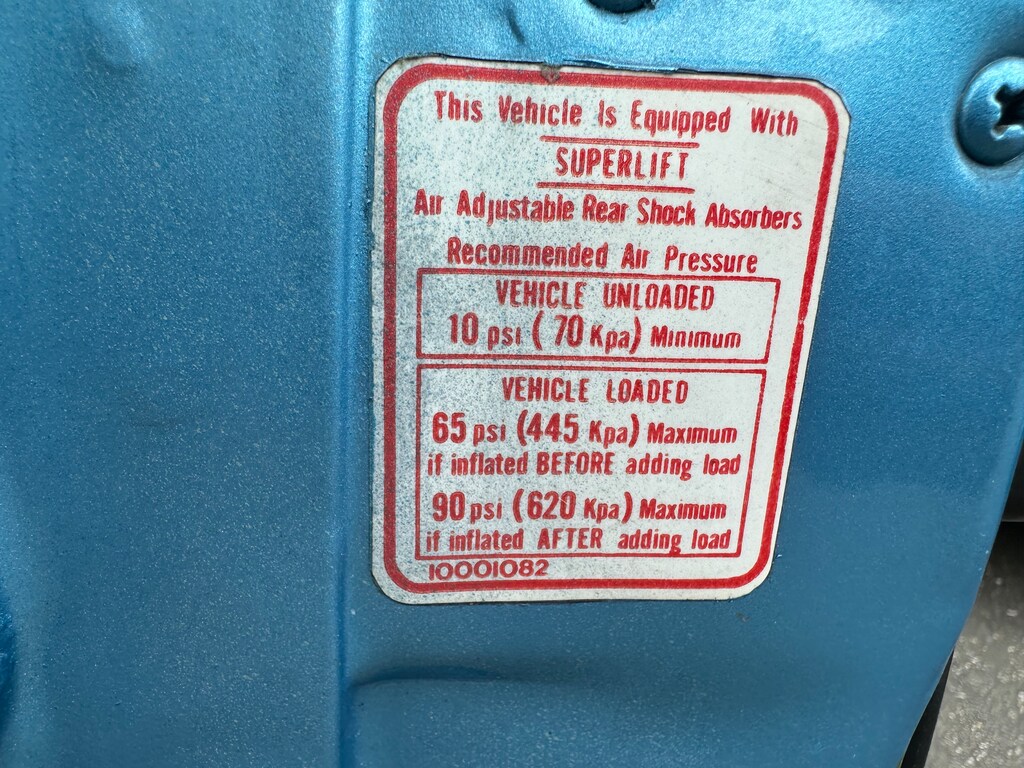 This Vehicle Is Equipped With
SUPERLIFT
Air Adjustable Rear Shock Absorbers
Recommended Air Pressure
VEHICLE UNLOADED
10 psi (70 Kpa) Minimum
VEHICLE LOADED
65 psi (445 Kpa) Maximum
if inflated BEFORE adding load
90 psi (620 Kpa) Maximum
if inflated AFTER adding load
10001082